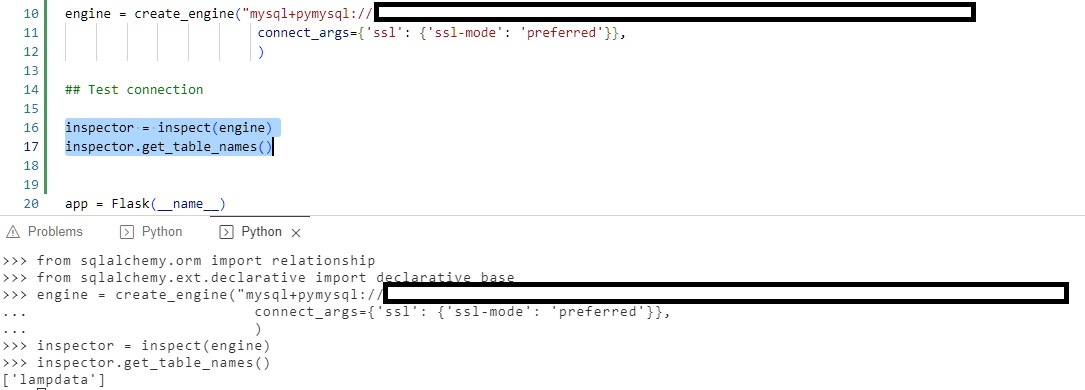 10 engine = create_engine("mysql+pymysql://
11 connect_args={'ssl': {'ssl-mode': 'preferred'}},
12 )
13
14 ## Test connection
15
16 inspector = inspect(engine)
17 inspector.get_table_names()
18
19
20 app = Flask(__name__)
Problems Python Python
>>> from sqlalchemy.orm import relationship
>>> from sqlalchemy.ext.declarative import declarative_base
>>> engine = create_engine("mysql+pymysql://
... connect_args={'ssl': {'ssl-mode': 'preferred'}},
... )
>>> inspector = inspect(engine)
>>> inspector.get_table_names()
['lampdata']